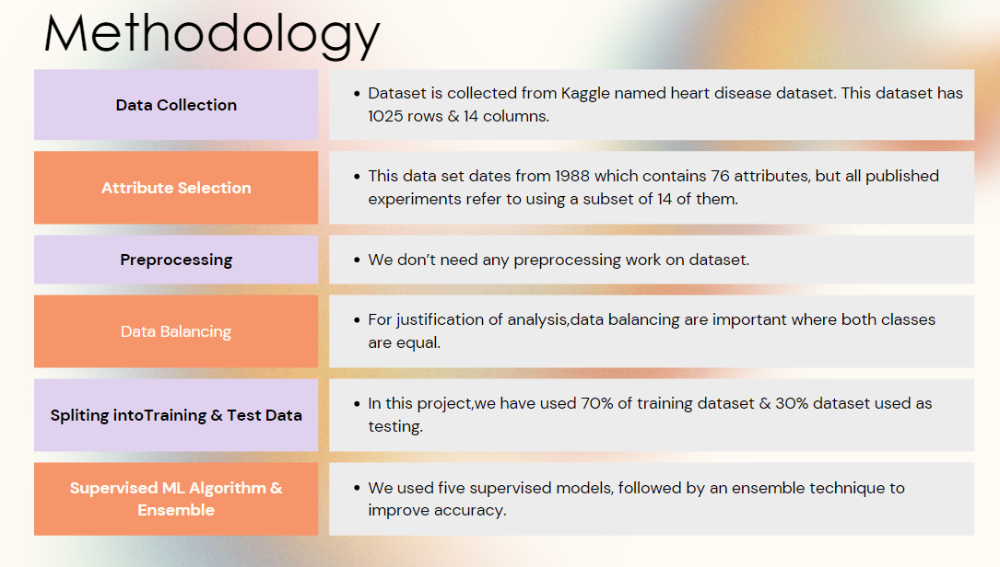 Methodology
Data Collection
• Dataset is collected from Kaggle named heart disease dataset. This dataset has
1025 rows & 14 columns.
Attribute Selection
• This data set dates from 1988 which contains 76 attributes, but all published
experiments refer to using a subset of 14 of them.
Preprocessing
• We don’t need any preprocessing work on dataset.
Data Balancing
• For justification of analysis,data balancing are important where both classes
are equal.
Spliting intoTraining & Test Data
• In this project,we have used 70% of training dataset & 30% dataset used as
testing.
Supervised ML Algorithm &
Ensemble
• We used five supervised models, followed by an ensemble technique to
improve accuracy.